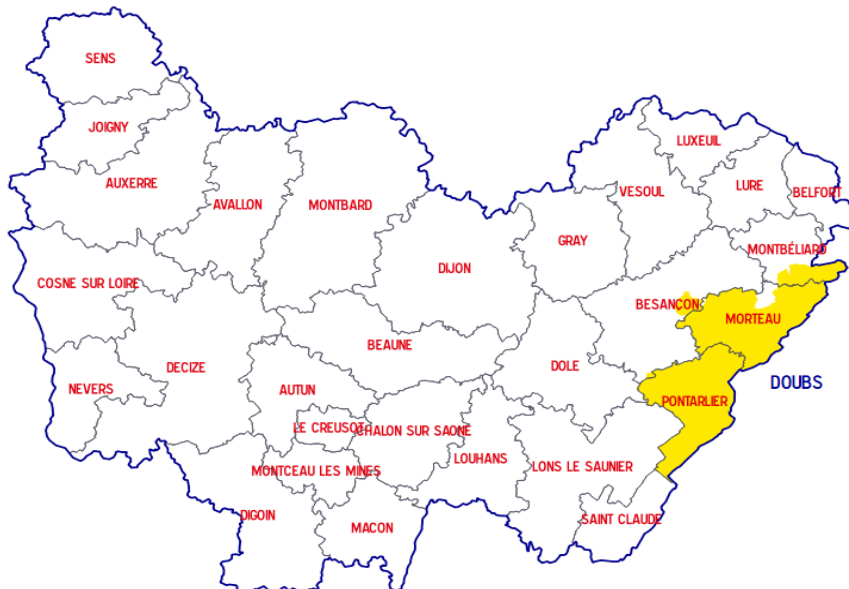 SENS
JOIGNY
LUXEUIL
AUXERRE
LURE
VESOUL
BELFORT
AVALLON
MONTBARD
GRAY
MONTBÉLIARD
DIJON
COSNE SUR LOIRE
BESANÇON
MORTEAU
BEAUNE
DECIZE
DOLE
DOUBS
NEVERS
AUTUN
PONTARLIER
LE CREUSOT
CHALON SUR SAONE
LOUHANS
LONS LE SAUNIER
MONTCEAU LES MINES
DIGOIN
SAINT CLAUDE
MACON